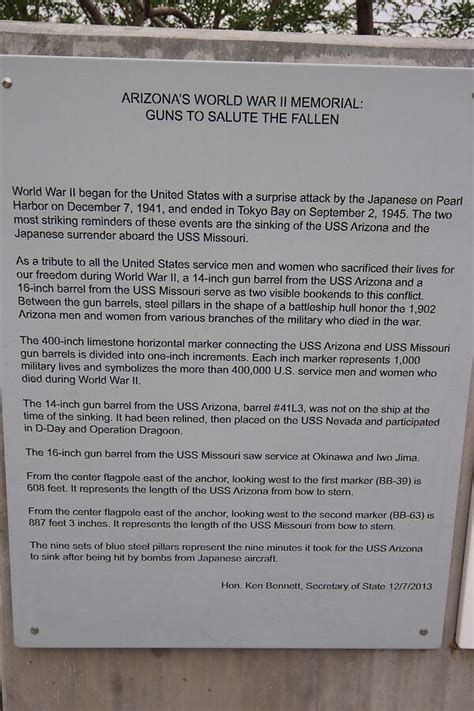 ARIZONA'S WORLD WAR II MEMORIAL:
GUNS TO SALUTE THE FALLEN
World War II began for the United States with a surprise attack by the Japanese on Pearl
Harbor on December 7, 1941, and ended in Tokyo Bay on September 2, 1945. The two
most striking reminders of these events are the sinking of the USS Arizona and the
Japanese surrender aboard the USS Missouri.
As a tribute to all the United States service men and women who sacrificed their lives for
our freedom during World War II, a 14-inch gun barrel from the USS Arizona and a
16-inch barrel from the USS Missouri serve as two visible bookends to this conflict.
Between the gun barrels, steel pillars in the shape of a battleship hull honor the 1,902
Arizona men and women from various branches of the military who died in the war.
The 400-inch limestone horizontal marker connecting the USS Arizona and USS Missouri
gun barrels is divided into one-inch increments. Each inch marker represents 1,000
military lives and symbolizes the more than 400,000 U.S. service men and women who
died during World War II.
The 14-inch gun barrel from the USS Arizona, barrel #41L3, was not on the ship at the
time of the sinking. It had been relined, then placed on the USS Nevada and participated
in D-Day and Operation Dragoon.
The 16-inch gun barrel from the USS Missouri saw service at Okinawa and Iwo Jima.
From the center flagpole east of the anchor, looking west to the first marker (BB-39) is
608 feet. It represents the length of the USS Arizona from bow to stern.
From the center flagpole east of the anchor, looking west to the second marker (BB-63) is
887 feet 3 inches. It represents the length of the USS Missouri from bow to stern.
The nine sets of blue steel pillars represent the nine minutes it took for the USS Arizona
to sink after being hit by bombs from Japanese aircraft.
Hon. Ken Bennett, Secretary of State 12/7/2013